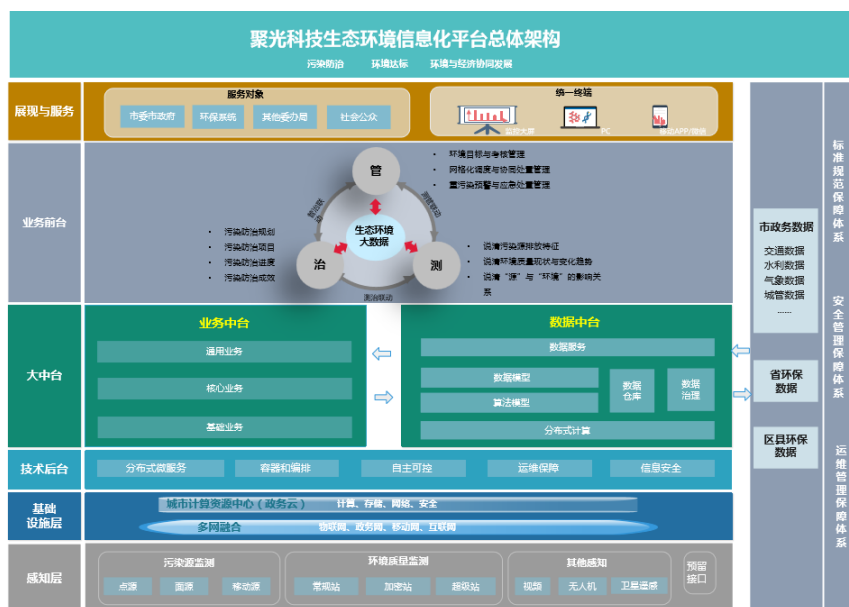 聚光科技生态环境信息化平台总体架构
污染防治 环境达标 环境与经济协同发展
展现与服务
服务对象
市委市政府 环保系统 其他委办局 社会公众
统一终端
监控大屏 PC 移动APP/微信
业务前台
管
治
测
生态环境
大数据
管治联动
测管联动
测治联动
• 环境目标与考核管理
• 网格化调度与协同处置管理
• 重污染预警与应急处置管理
• 污染防治规划
• 污染防治项目
• 污染防治进度
• 污染防治成效
• 说清污染源排放特征
• 说清环境质量现状与变化趋势
• 说清“源”与“环境”的影响关
系
大中台
业务中台
通用业务
核心业务
基础业务
数据中台
数据服务
数据模型
算法模型
数据
仓库
数据
治理
分布式计算
技术后台
分布式微服务 容器和编排 自主可控 运维保障 信息安全
基础
设施层
城市计算资源中心（政务云） 计算、存储、网络、安全
多网融合 物联网、政务网、移动网、互联网
感知层
污染源监测
点源 面源 移动源
环境质量监测
常规站 加密站 超级站
其他感知
视频 无人机 卫星遥感
预留
接口
市政务数据
交通数据
水利数据
气象数据
城管数据
......
省环保
数据
区县环保
数据
标准规范保障体系
安全管理保障体系
运维管理保障体系